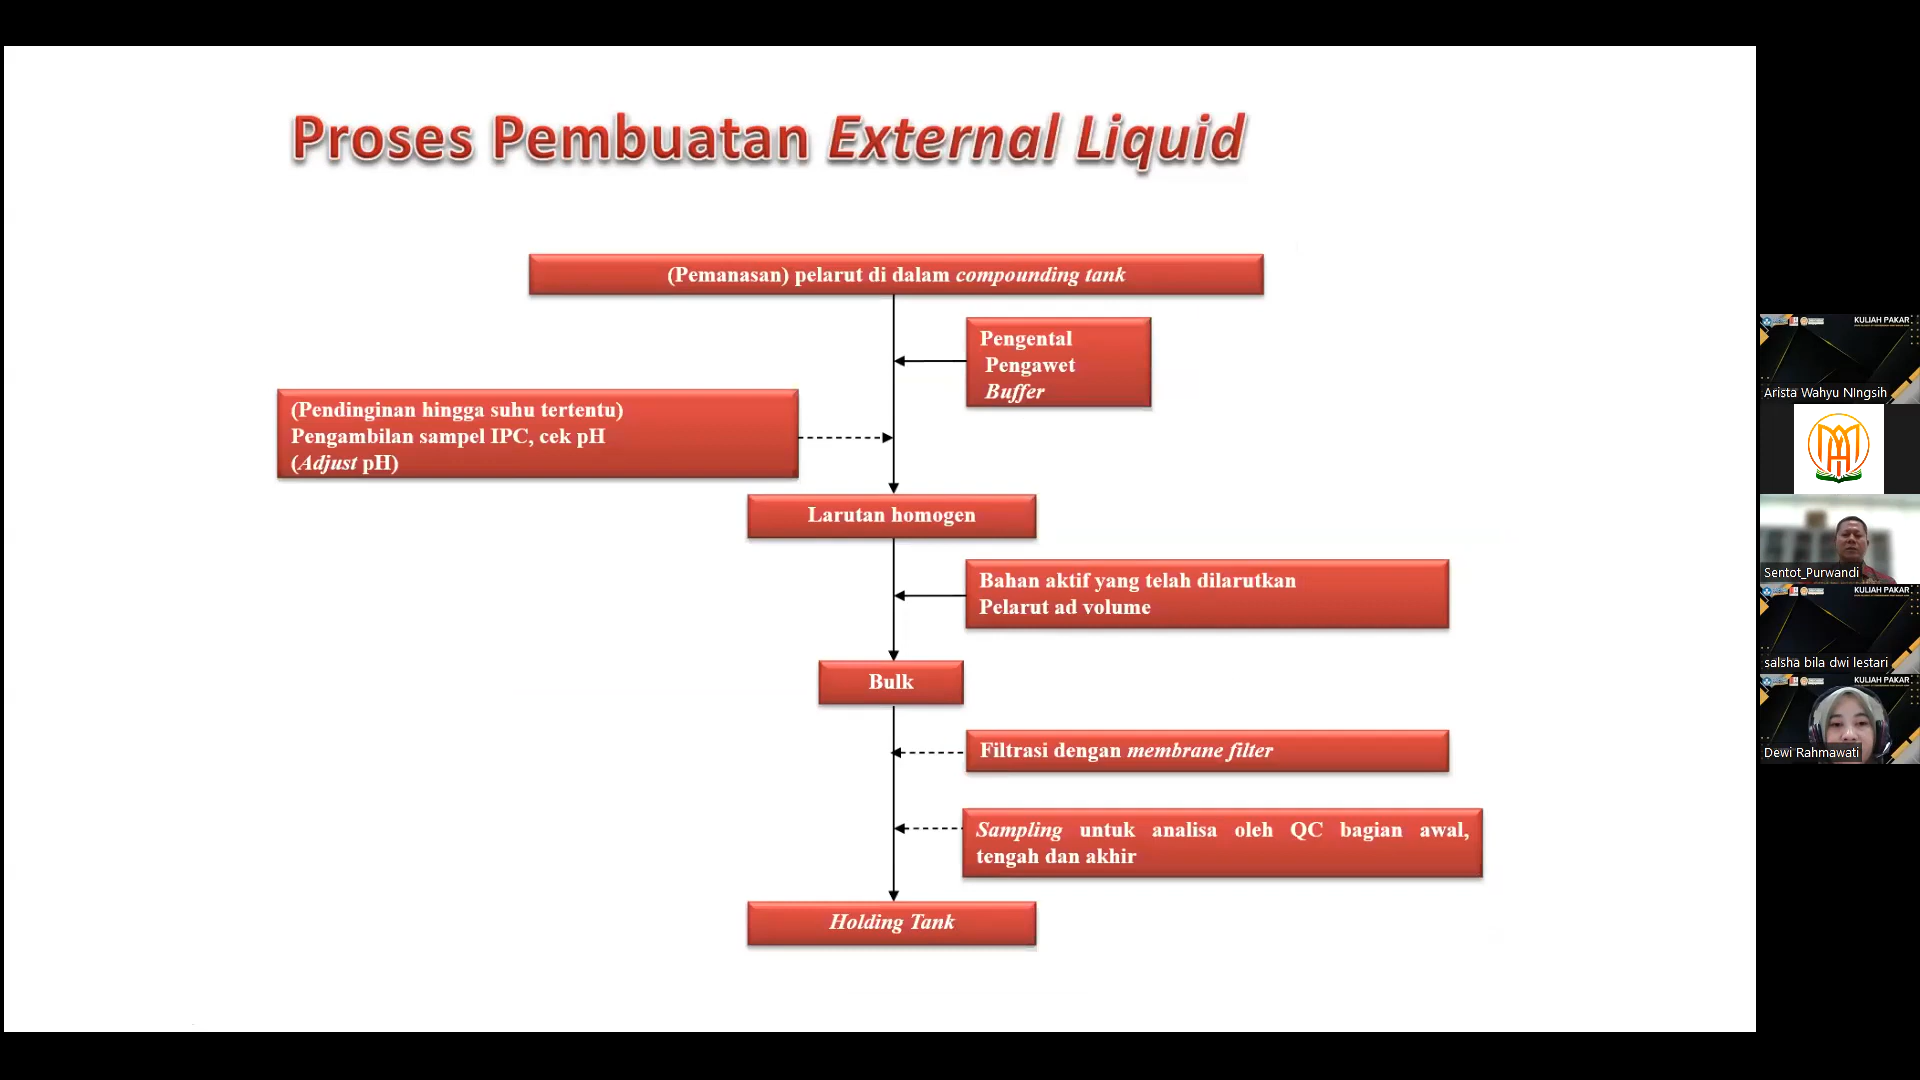 Proses Pembuatan External Liquid
(Pemanasan) pelarut di dalam compounding tank
Pengental
Pengawet
Buffer
(Pendinginan hingga suhu tertentu)
Pengambilan sampel IPC, cek pH
(Adjust pH)
Larutan homogen
Bahan aktif yang telah dilarutkan
Pelarut ad volume
Bulk
Filtrasi dengan membrane filter
Sampling untuk analisa oleh QC bagian awal,
tengah dan akhir
Holding Tank
KULIAH PAKAR
Arista Wahyu NIngsih
Sentot_Purwandi
KULIAH PAKAR
salsha bila dwi lestari
KULIAH PAKAR
Dewi Rahmawati